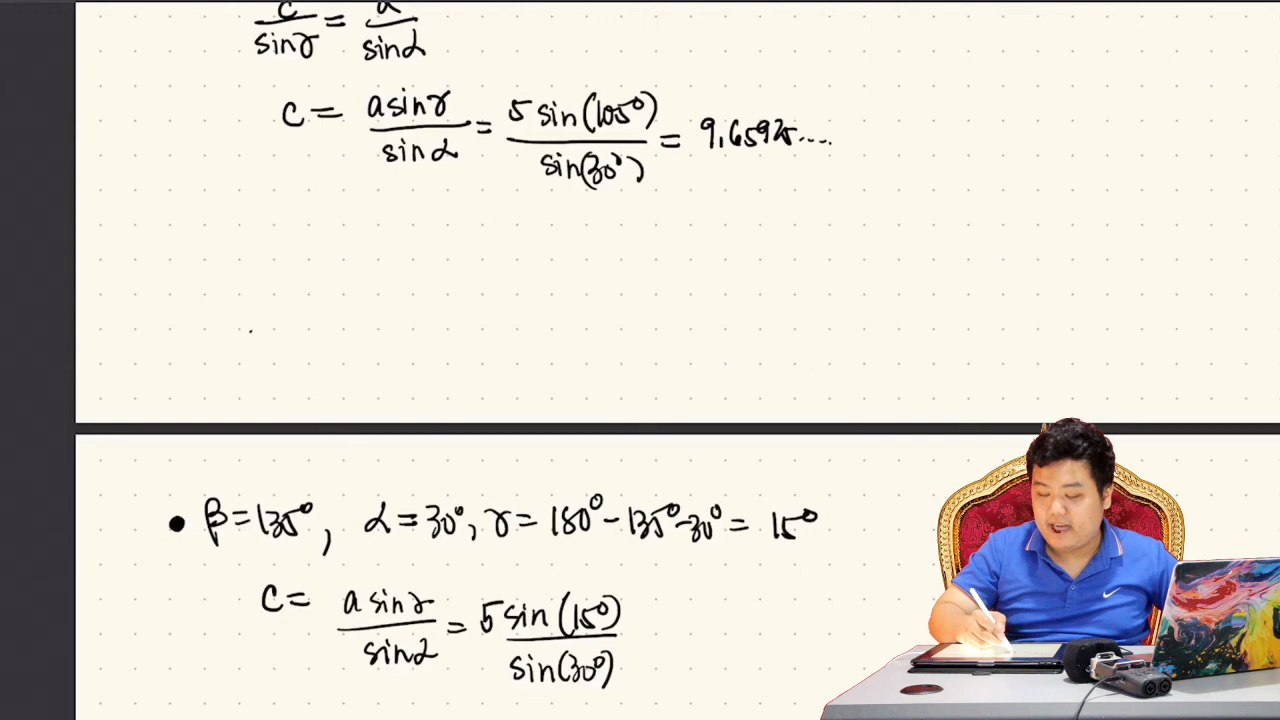 c/sinγ = a/sinα
c = a sinγ/sinα = 5 sin(105°)/sin(30°) = 9.65925....
• β = 135°, α = 30°, γ = 180° - 135° - 30° = 15°
c = a sinγ/sinα = 5 sin(15°)/sin(30°)